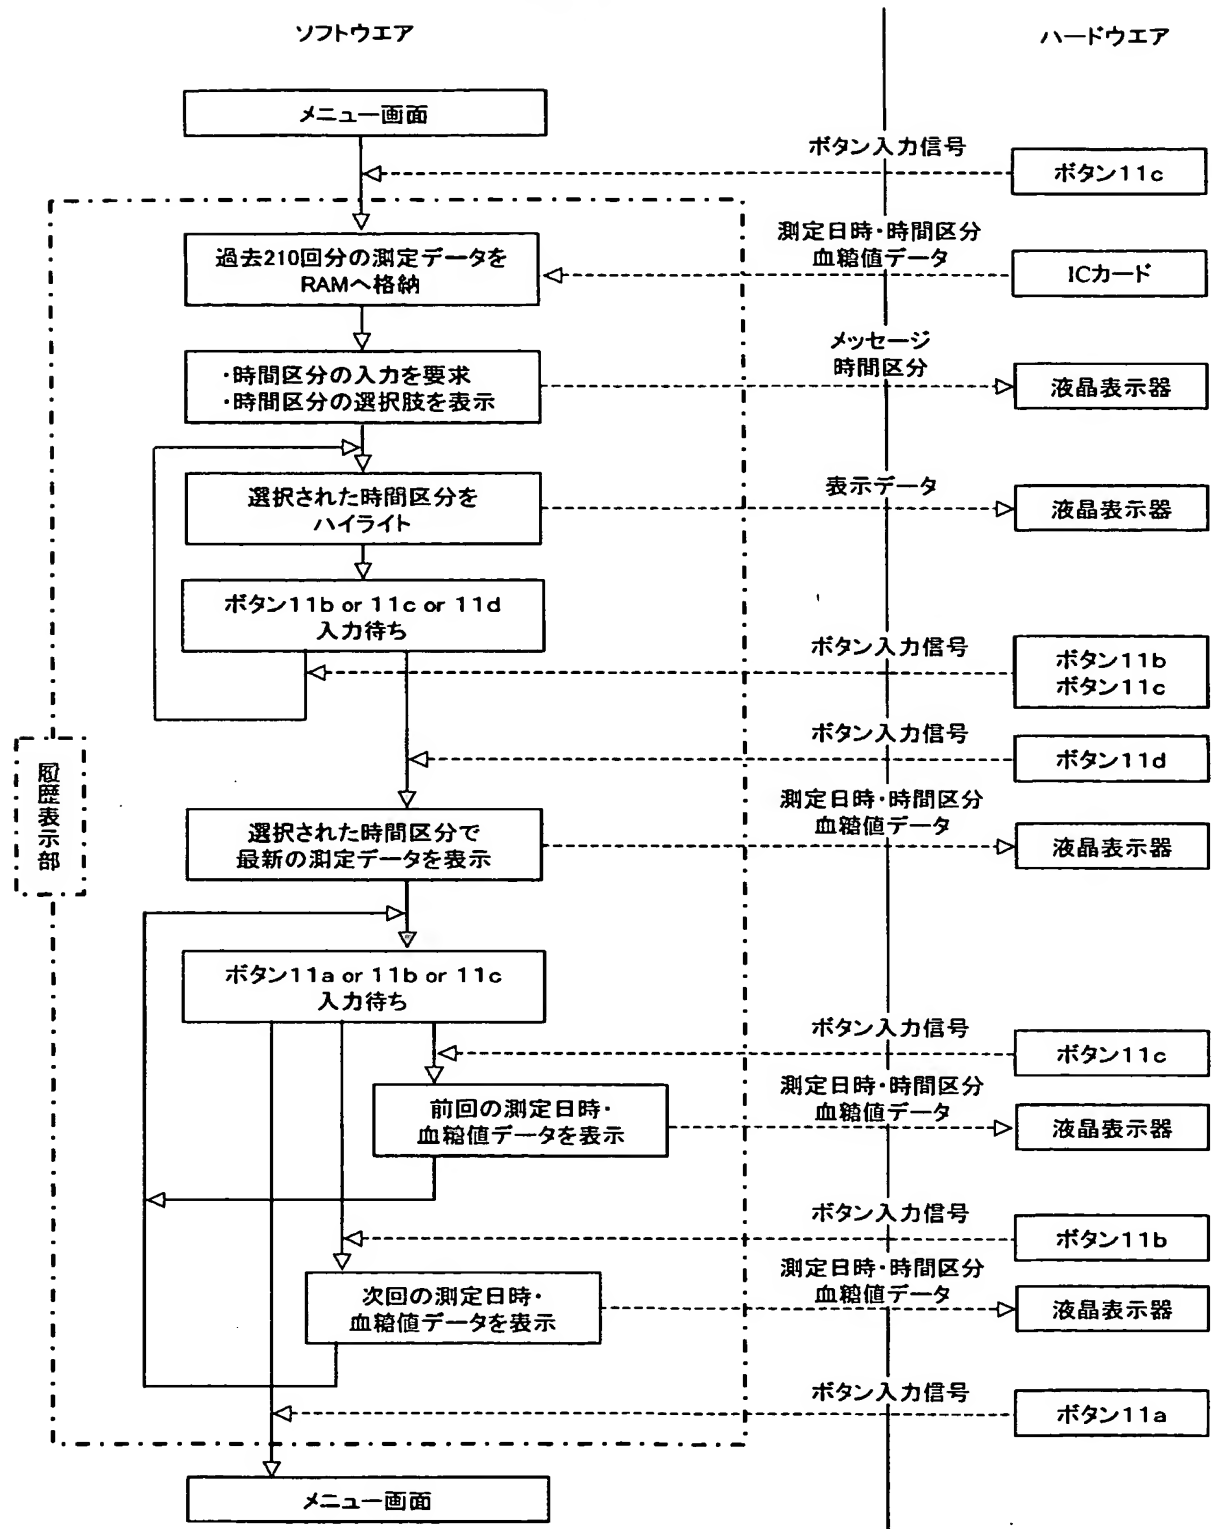 ソフトウエア
ハードウエア
メニュー画面
ボタン入力信号
ボタン11c
過去210回分の測定データを
RAMへ格納
測定日時・時間区分
血糖値データ
ICカード
・時間区分の入力を要求
・時間区分の選択肢を表示
メッセージ
時間区分
液晶表示器
選択された時間区分を
ハイライト
表示データ
液晶表示器
ボタン11b or 11c or 11d
入力待ち
ボタン入力信号
ボタン11b
ボタン11c
ボタン入力信号
ボタン11d
履歴表示部
選択された時間区分で
最新の測定データを表示
測定日時・時間区分
血糖値データ
液晶表示器
ボタン11a or 11b or 11c
入力待ち
ボタン入力信号
ボタン11c
前回の測定日時・
血糖値データを表示
測定日時・時間区分
血糖値データ
液晶表示器
ボタン入力信号
ボタン11b
次回の測定日時・
血糖値データを表示
測定日時・時間区分
血糖値データ
液晶表示器
ボタン入力信号
ボタン11a
メニュー画面